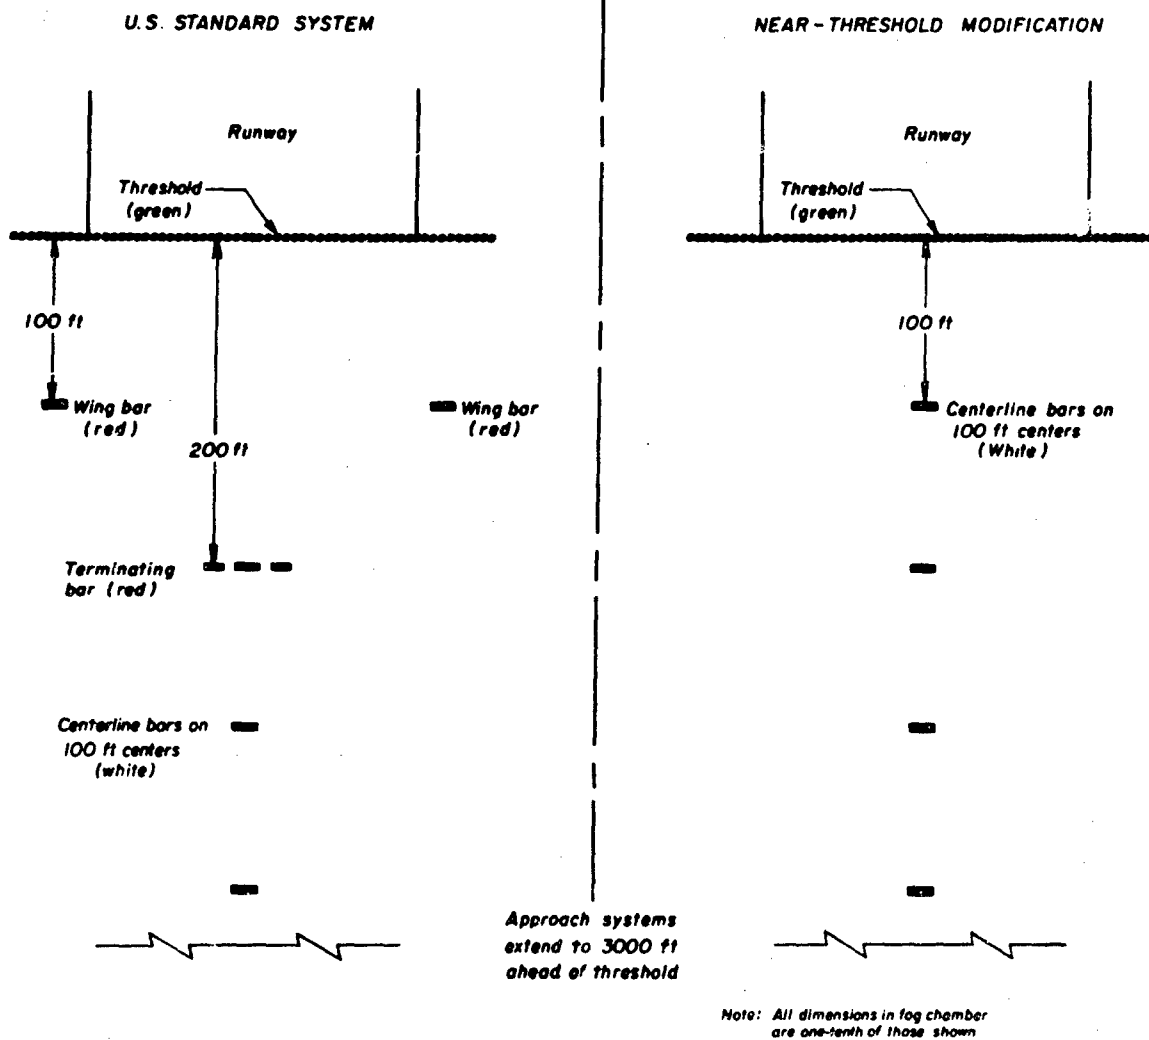 U.S. STANDARD SYSTEM
Runway
Threshold
(green)
100 ft
Wing bar
(red)
Wing bar
(red)
200 ft
Terminating
bar (red)
Centerline bars on
100 ft centers
(white)
NEAR-THRESHOLD MODIFICATION
Runway
Threshold
(green)
100 ft
Centerline bars on
100 ft centers
(White)
Approach systems
extend to 3000 ft
ahead of threshold
Note: All dimensions in fog chamber
are one-tenth of those shown